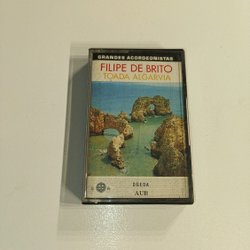 GRANDES ACORDEONISTAS
FILIPE DE BRITO
TOADA ALGARVIA